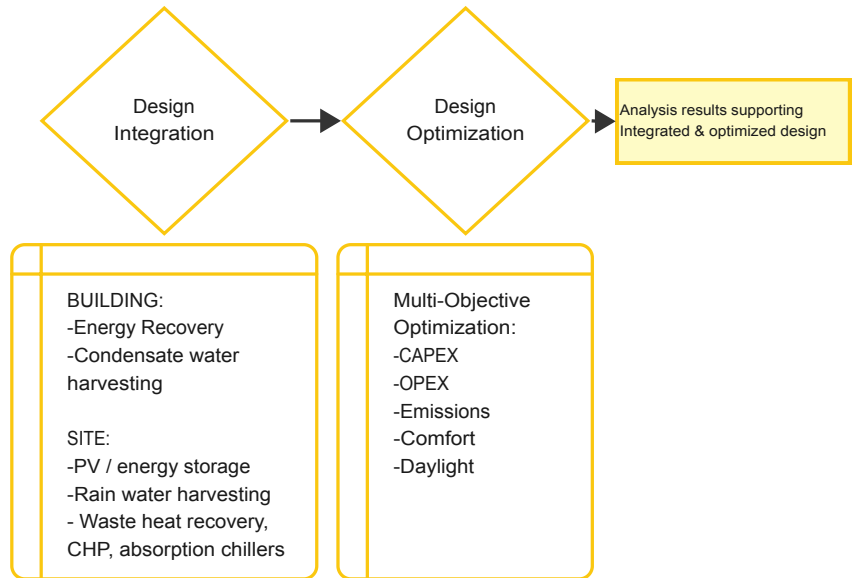 Design
Integration
Design
Optimization
Analysis results supporting
Integrated & optimized design
BUILDING:
-Energy Recovery
-Condensate water
harvesting
SITE:
-PV / energy storage
-Rain water harvesting
- Waste heat recovery,
CHP, absorption chillers
Multi-Objective
Optimization:
-CAPEX
-OPEX
-Emissions
-Comfort
-Daylight